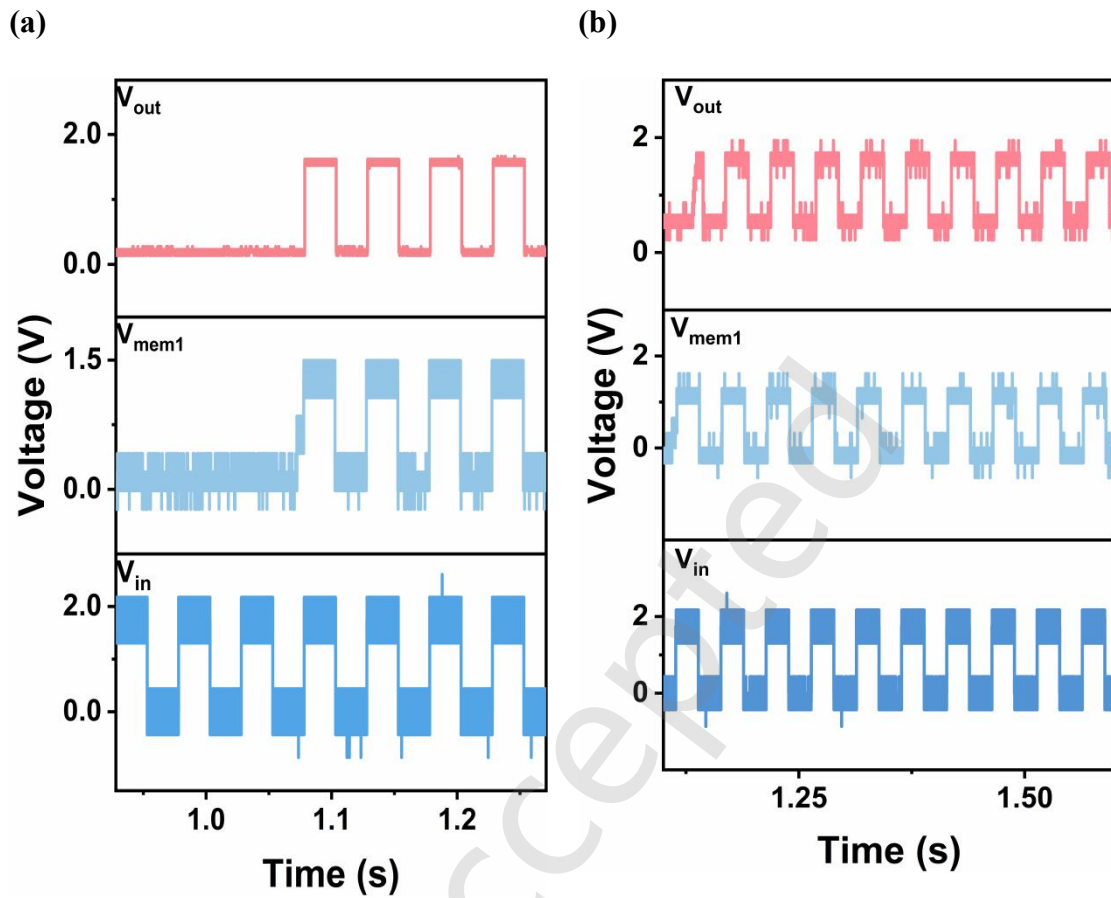 (a)
(b)
Vout
2.0
0.0
Vmem1
1.5
0.0
Vin
2.0
0.0
Voltage (V)
1.0 1.1 1.2
Time (s)
Vout
2
0
Vmem1
2
0
Vin
2
0
Voltage (V)
1.25 1.50
Time (s)
ccepted